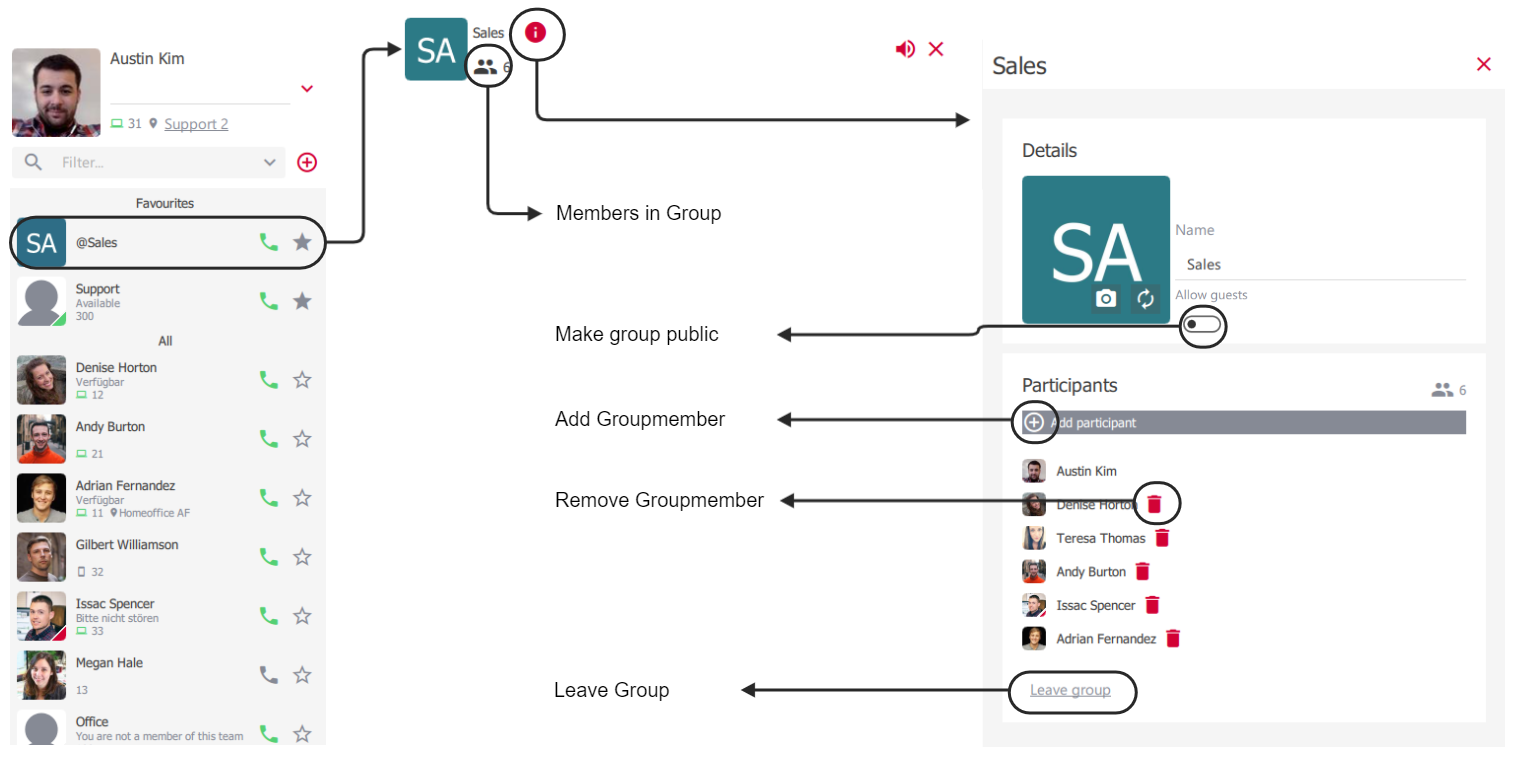 Austin Kim
31 Support 2
Filter...
Favourites
SA @Sales
Support
Available
300
All
Denise Horton
Verfügbar
12
Andy Burton
21
Adrian Fernandez
Verfügbar
11 Homeoffice AF
Gilbert Williamson
32
Issac Spencer
Bitte nicht stören
33
Megan Hale
13
Office
You are not a member of this team
SA
Sales
6
Members in Group
Make group public
Add Groupmember
Remove Groupmember
Leave Group
Sales
Details
SA
Name
Sales
Allow guests
Participants
6
Add participant
Austin Kim
Denise Horton
Teresa Thomas
Andy Burton
Issac Spencer
Adrian Fernandez
Leave group